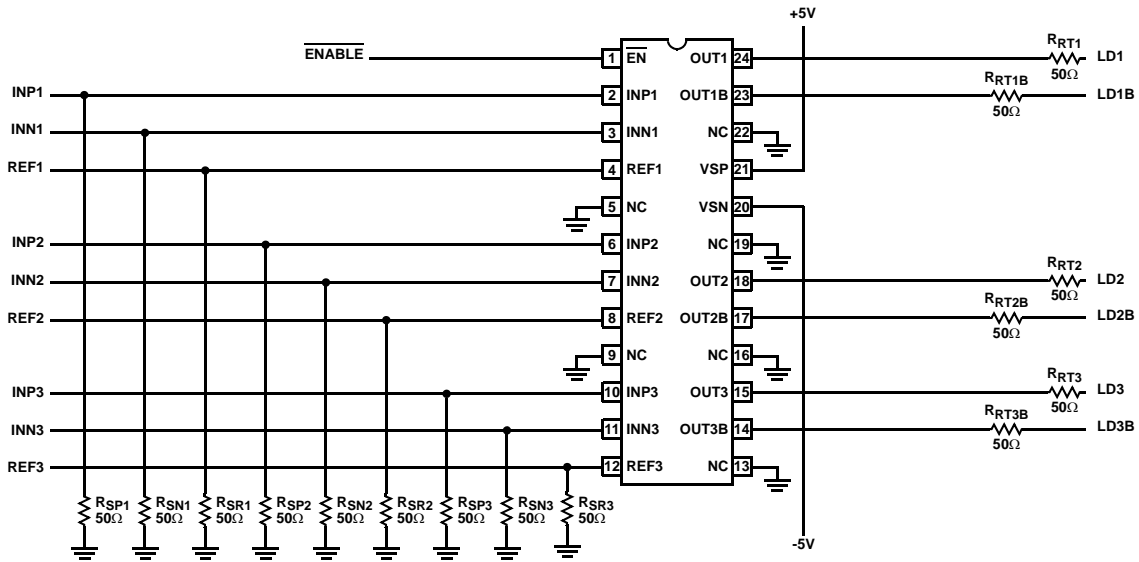 +5V
ENABLE
1 EN OUT1 24
RRT1
50Ω
LD1
INP1
2 INP1 OUT1B 23
RRT1B
50Ω
LD1B
INN1
3 INN1 NC 22
REF1
4 REF1 VSP 21
5 NC VSN 20
INP2
6 INP2 NC 19
INN2
7 INN2 OUT2 18
RRT2
50Ω
LD2
REF2
8 REF2 OUT2B 17
RRT2B
50Ω
LD2B
9 NC NC 16
INP3
10 INP3 OUT3 15
RRT3
50Ω
LD3
INN3
11 INN3 OUT3B 14
RRT3B
50Ω
LD3B
REF3
12 REF3 NC 13
RSP1
50Ω
RSN1
50Ω
RSR1
50Ω
RSP2
50Ω
RSN2
50Ω
RSR2
50Ω
RSP3
50Ω
RSN3
50Ω
RSR3
50Ω
-5V